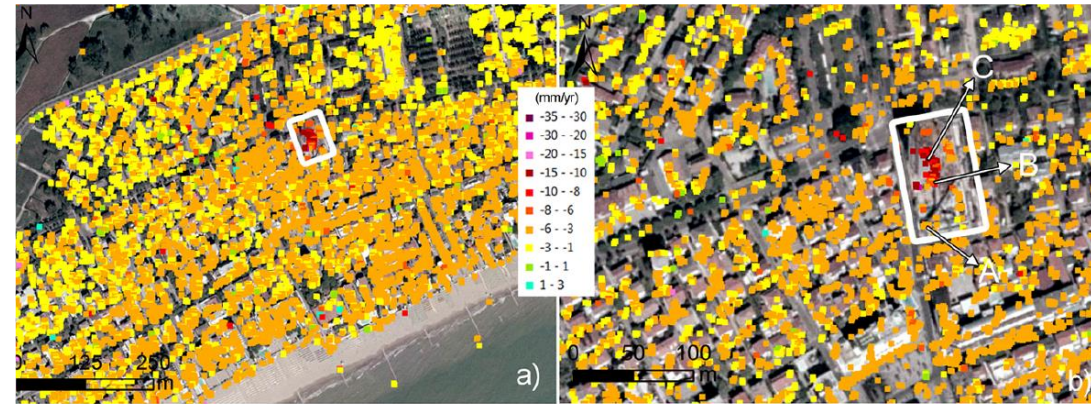 N
0 125 250
m
a)
(mm/yr)
-35 - -30
-30 - -20
-20 - -15
-15 - -10
-10 - -8
-8 - -6
-6 - -3
-3 - -1
-1 - 1
1 - 3
N
C
B
A
0 50 100
m
b)